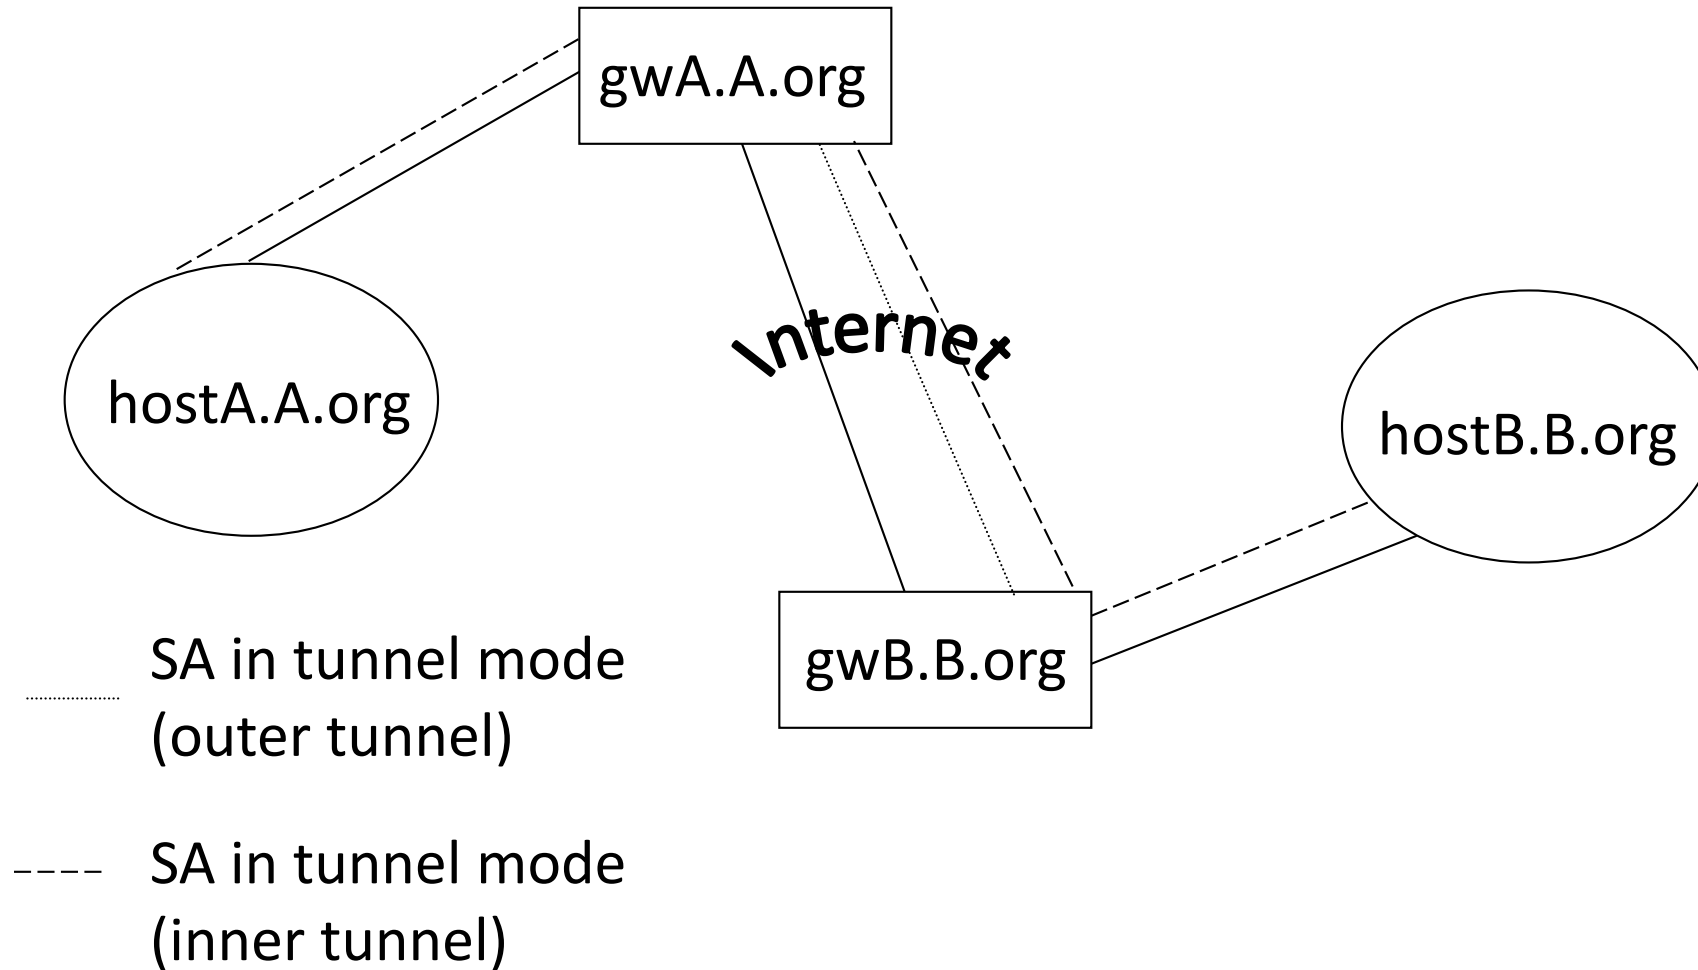 gwA.A.org
Internet
hostA.A.org
hostB.B.org
gwB.B.org
SA in tunnel mode
(outer tunnel)
SA in tunnel mode
(inner tunnel)